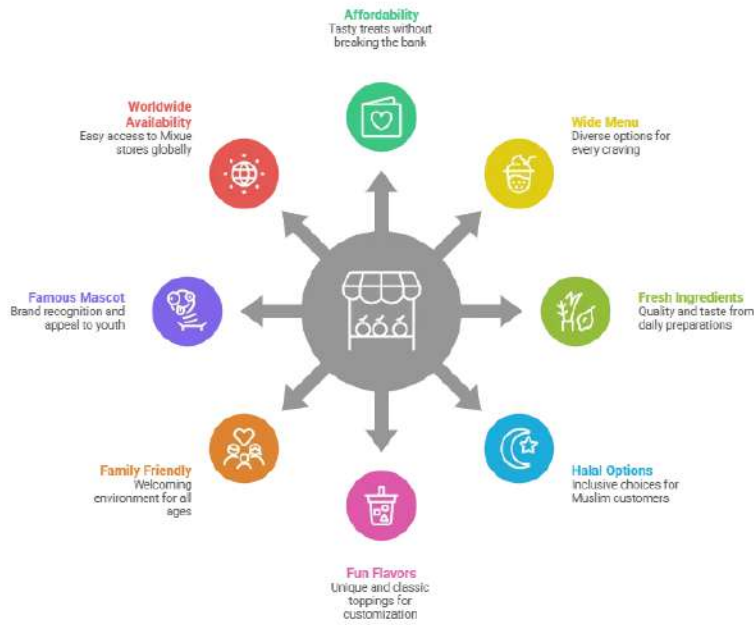 Affordability
Tasty treats without
breaking the bank
Wide Menu
Diverse options for
every craving
Fresh Ingredients
Quality and taste from
daily preparations
Halal Options
Inclusive choices for
Muslim customers
Fun Flavors
Unique and classic
toppings for
customization
Family Friendly
Welcoming
environment for all
ages
Famous Mascot
Brand recognition and
appeal to youth
Worldwide
Availability
Easy access to Mixue
stores globally